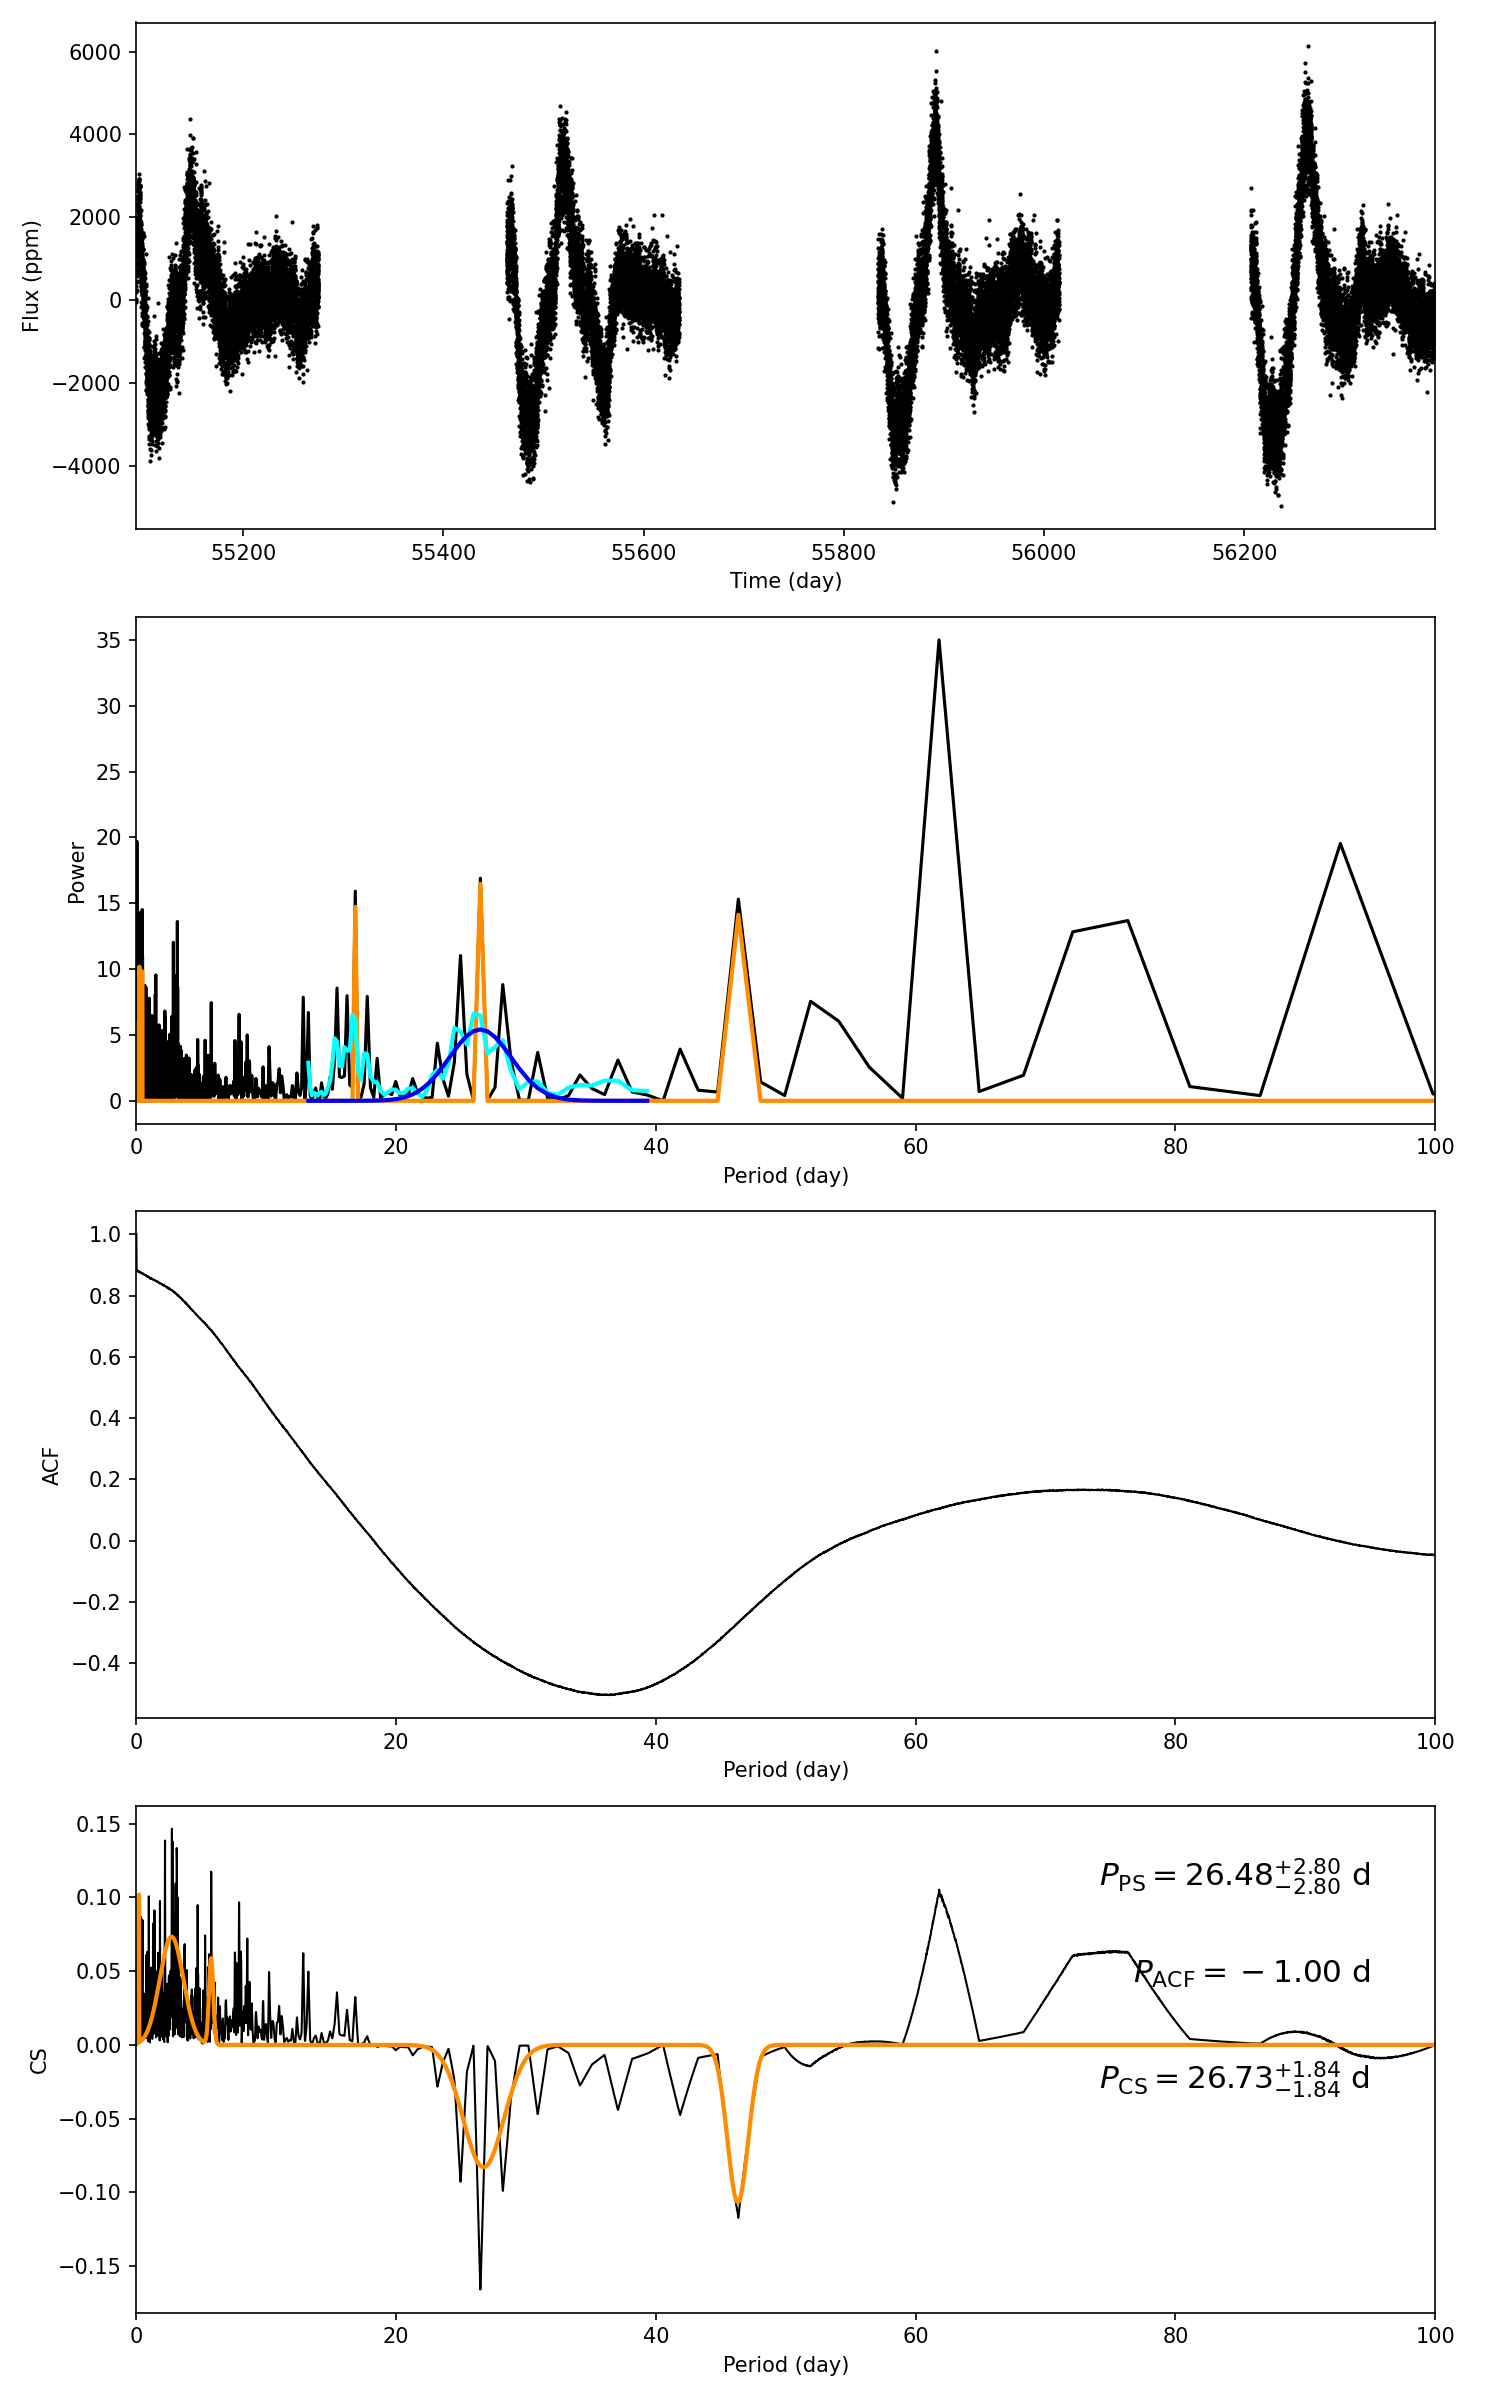 6000
4000
2000
0
−2000
−4000
Flux (ppm)
55200 55400 55600 55800 56000 56200
Time (day)
35
30
25
20
15
10
5
0
Power
0 20 40 60 80 100
Period (day)
1.0
0.8
0.6
0.4
0.2
0.0
−0.2
−0.4
ACF
0 20 40 60 80 100
Period (day)
0.15
0.10
0.05
0.00
−0.05
−0.10
−0.15
CS
P_PS = 26.48 +2.80 −2.80 d
P_ACF = −1.00 d
P_CS = 26.73 +1.84 −1.84 d
0 20 40 60 80 100
Period (day)